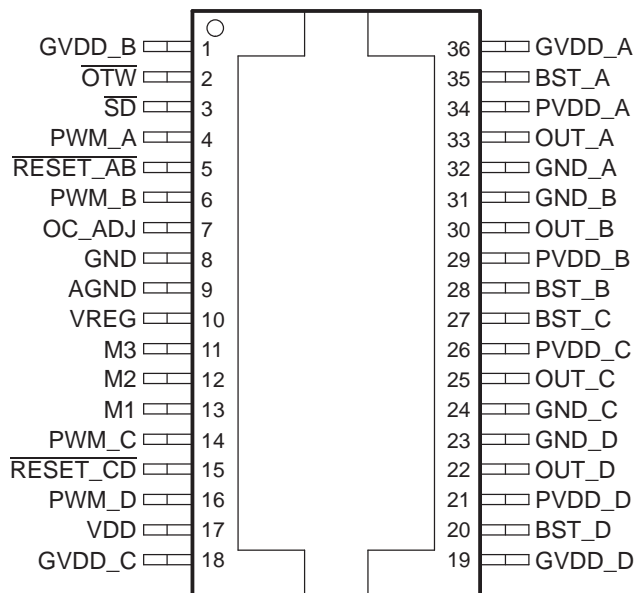 GVDD_B 1 36 GVDD_A
OTW 2 35 BST_A
SD 3 34 PVDD_A
PWM_A 4 33 OUT_A
RESET_AB 5 32 GND_A
PWM_B 6 31 GND_B
OC_ADJ 7 30 OUT_B
GND 8 29 PVDD_B
AGND 9 28 BST_B
VREG 10 27 BST_C
M3 11 26 PVDD_C
M2 12 25 OUT_C
M1 13 24 GND_C
PWM_C 14 23 GND_D
RESET_CD 15 22 OUT_D
PWM_D 16 21 PVDD_D
VDD 17 20 BST_D
GVDD_C 18 19 GVDD_D